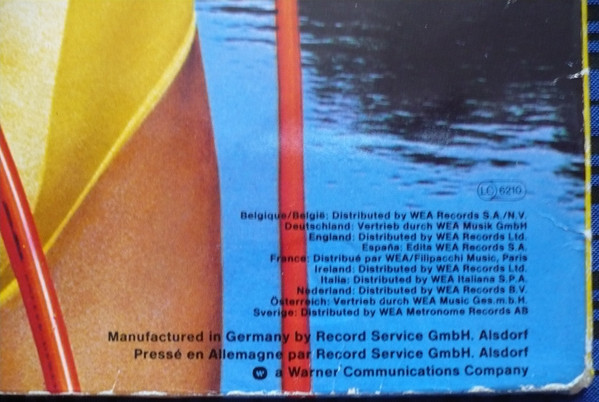 LC 6210
Belgique/België: Distributed by WEA Records S.A./N.V.
Deutschland: Vertrieb durch WEA Musik GmbH
England: Distributed by WEA Records Ltd.
España: Edita WEA Records S.A.
France: Distribué par WEA/Filipacchi Music, Paris
Ireland: Distributed by WEA Records Ltd.
Italia: Distributed by WEA Italiana S.P.A.
Nederland: Distributed by WEA Records B.V.
Österreich: Vertrieb durch WEA Music Ges.m.b.H.
Sverige: Distributed by WEA Metronome Records AB
Manufactured in Germany by Record Service GmbH. Alsdorf
Pressé en Allemagne par Record Service GmbH. Alsdorf
W a Warner Communications Company